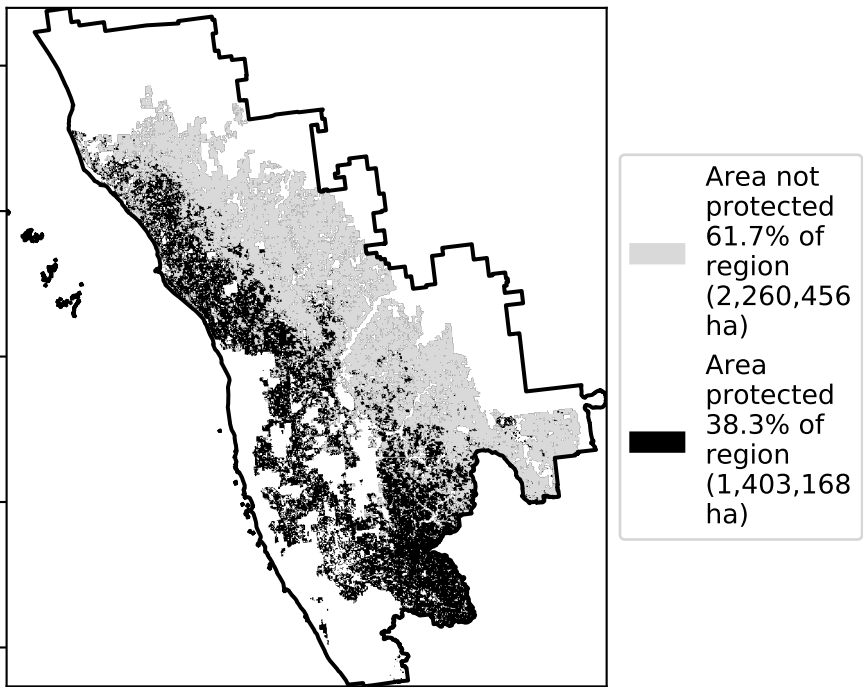 Area not
protected
61.7% of
region
(2,260,456
ha)
Area
protected
38.3% of
region
(1,403,168
ha)